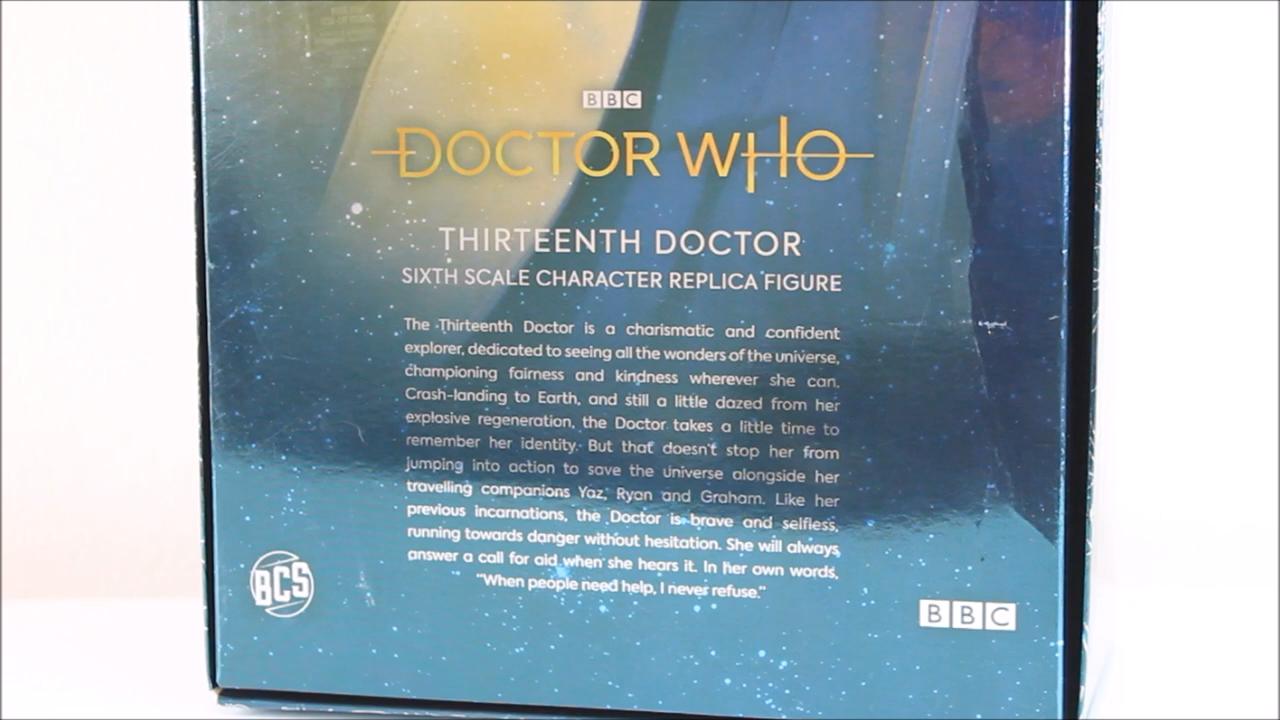 BBC
DOCTOR WHO
THIRTEENTH DOCTOR
SIXTH SCALE CHARACTER REPLICA FIGURE
The Thirteenth Doctor is a charismatic and confident
explorer, dedicated to seeing all the wonders of the universe,
championing fairness and kindness wherever she can.
Crash-landing to Earth, and still a little dazed from her
explosive regeneration, the Doctor takes a little time to
remember her identity. But that doesn't stop her from
jumping into action to save the universe alongside her
travelling companions Yaz, Ryan and Graham. Like her
previous incarnations, the Doctor is brave and selfless,
running towards danger without hesitation. She will always
answer a call for aid when she hears it. In her own words,
"When people need help, I never refuse."
BCS
BBC